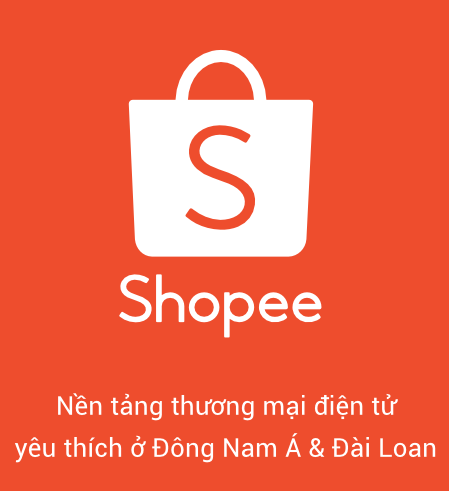 S
Shopee
Nền tảng thương mại điện tử
yêu thích ở Đông Nam Á & Đài Loan